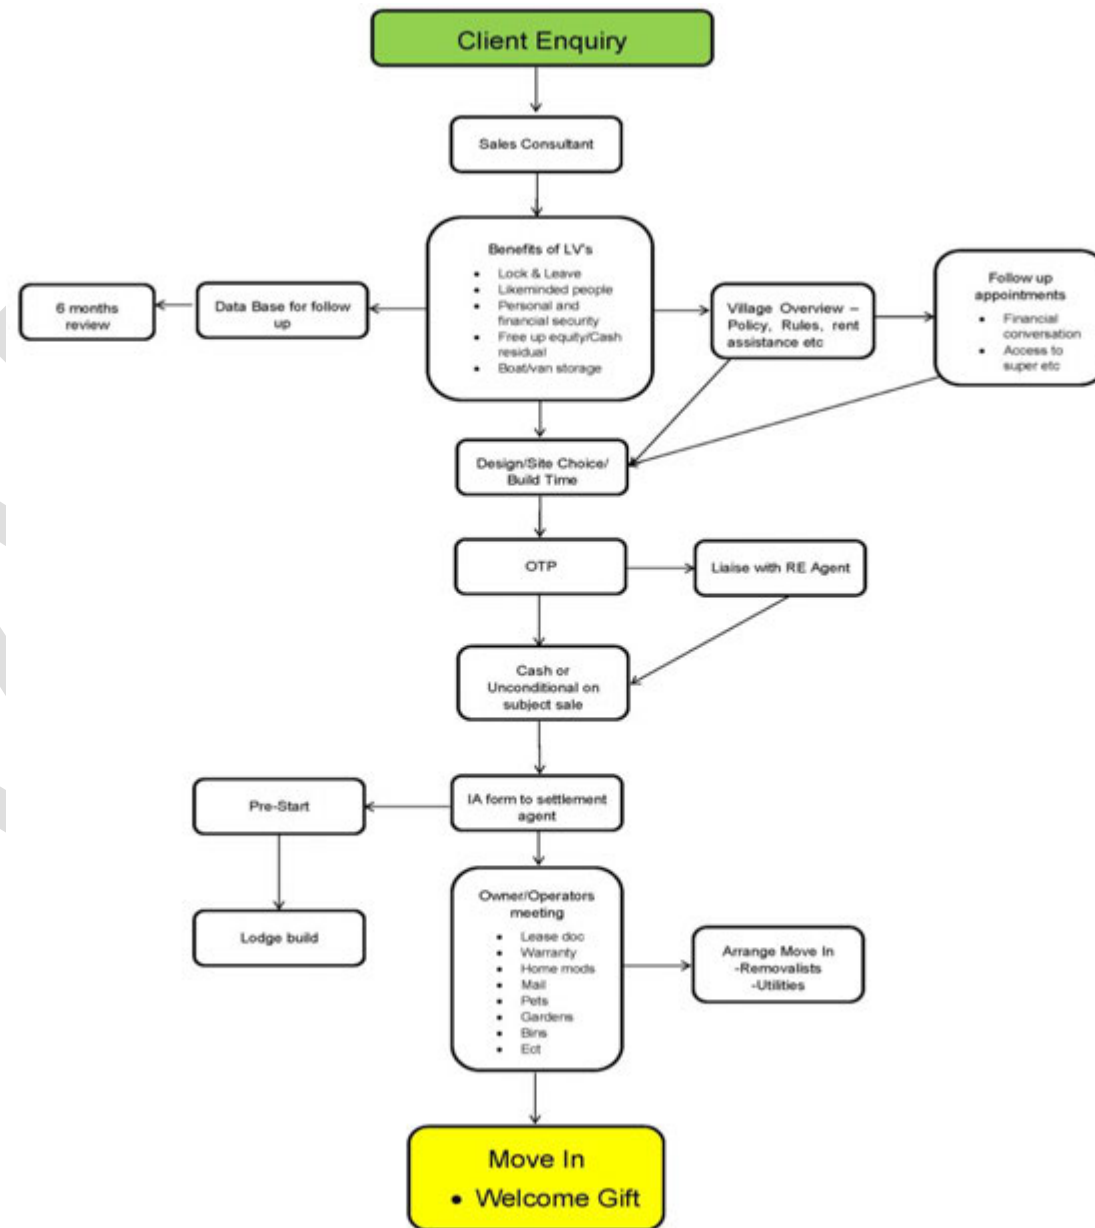 Client Enquiry
Sales Consultant
Benefits of LV's
• Lock & Leave
• Likeminded people
• Personal and
financial security
• Free up equity/Cash
residual
• Boat/van storage
Data Base for follow
up
6 months
review
Village Overview –
Policy, Rules, rent
assistance etc
Follow up
appointments
• Financial
conversation
• Access to
super etc
Design/Site Choice/
Build Time
OTP
Liaise with RE Agent
Cash or
Unconditional on
subject sale
IA form to settlement
agent
Pre-Start
Lodge build
Owner/Operators
meeting
• Lease doc
• Warranty
• Home mods
• Mail
• Pets
• Gardens
• Bins
• Ect
Arrange Move In
-Removalists
-Utilities
Move In
• Welcome Gift